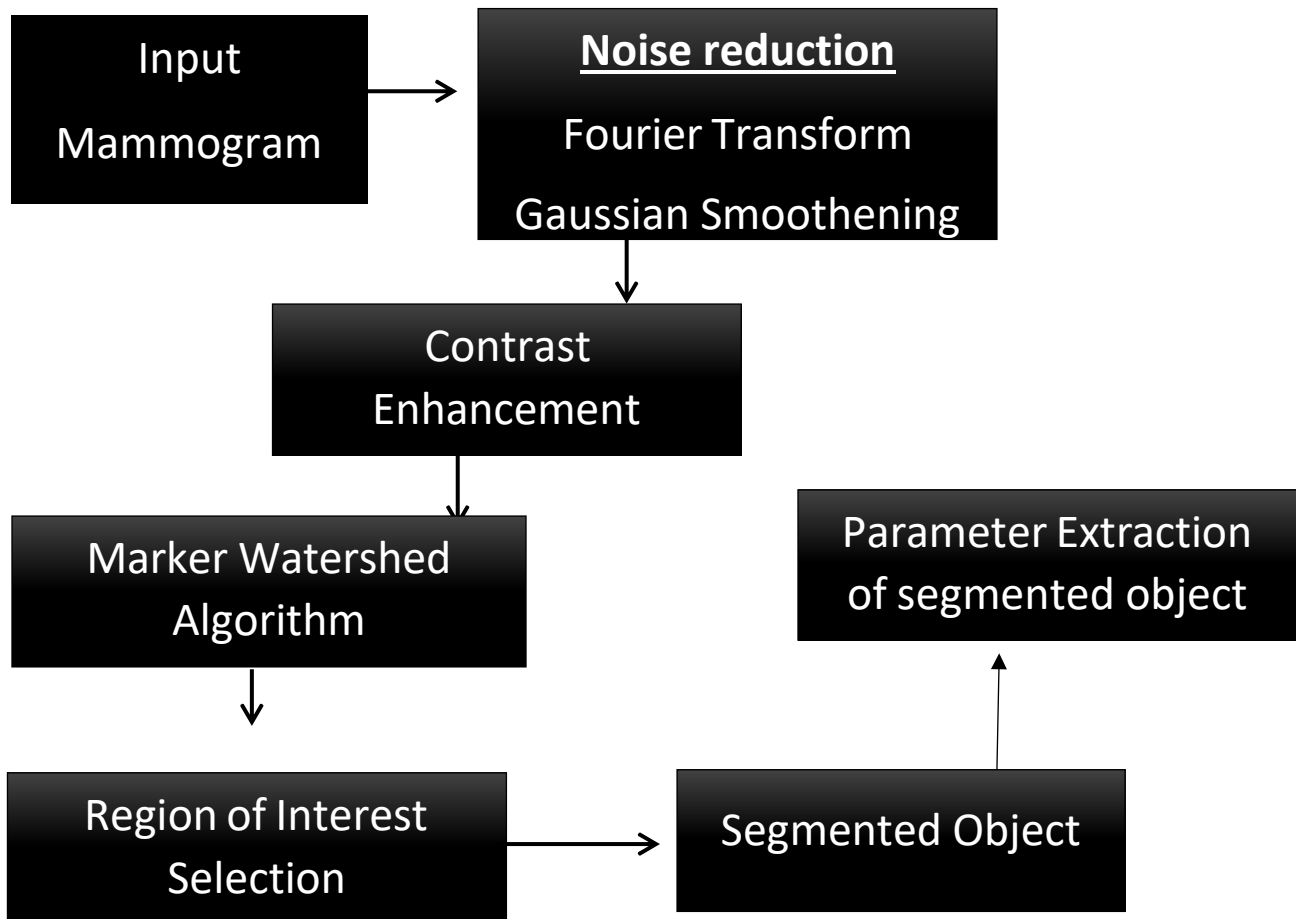 Input
Mammogram
Noise reduction
Fourier Transform
Gaussian Smoothening
Contrast
Enhancement
Marker Watershed
Algorithm
Region of Interest
Selection
Segmented Object
Parameter Extraction
of segmented object